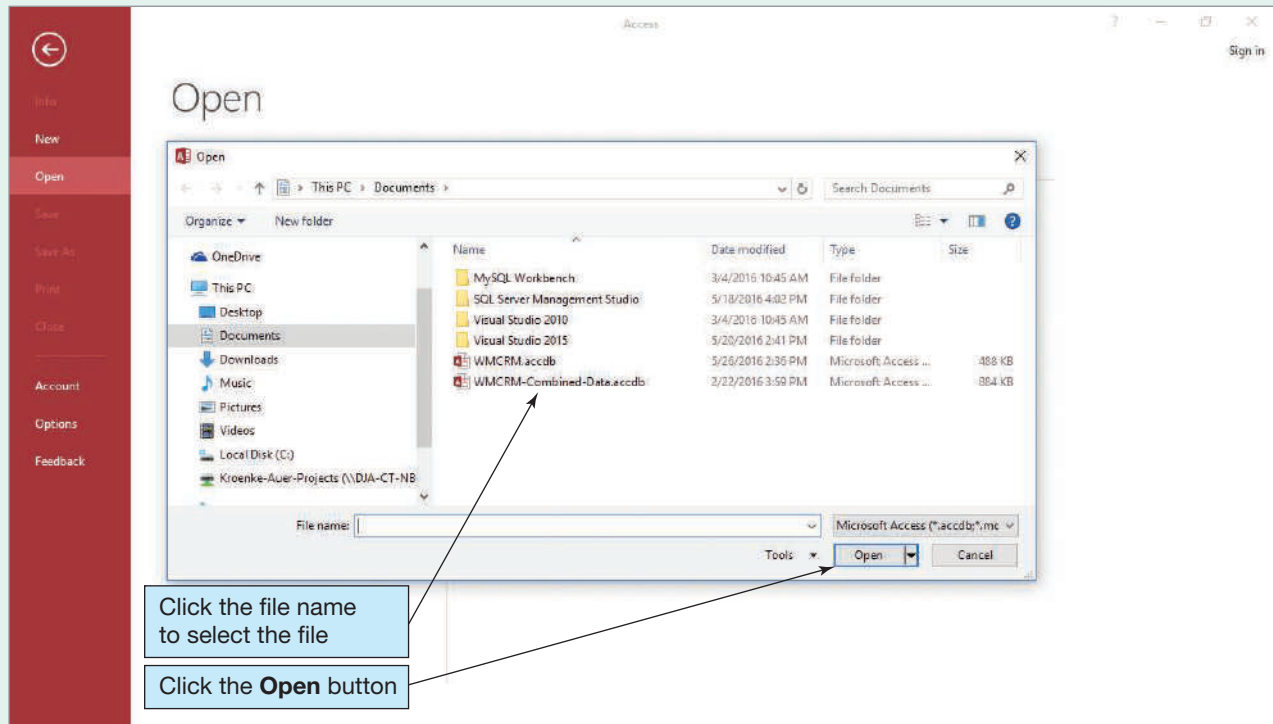 Access
?
Sign in
Info
New
Open
Save
Save As
Print
Close
Account
Options
Feedback
Open
Open
This PC > Documents >
Search Documents
Organize
New folder
OneDrive
This PC
Desktop
Documents
Downloads
Music
Pictures
Videos
Local Disk (C:)
Kroenke-Auer-Projects (\\DJA-CT-NB
Name Date modified Type Size
MySQL Workbench 3/4/2016 10:45 AM File folder
SQL Server Management Studio 5/18/2016 4:02 PM File folder
Visual Studio 2010 3/4/2016 10:45 AM File folder
Visual Studio 2015 5/20/2016 2:41 PM File folder
WMCRM.accdb 5/26/2016 2:36 PM Microsoft Access ... 488 KB
WMCRM-Combined-Data.accdb 2/22/2016 3:59 PM Microsoft Access ... 884 KB
File name:
Microsoft Access (*.accdb;*.mc
Tools
Open
Cancel
Click the file name
to select the file
Click the Open button